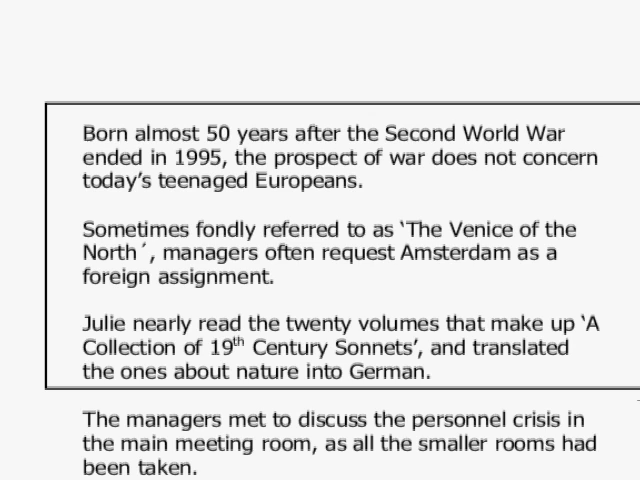 Born almost 50 years after the Second World War
ended in 1995, the prospect of war does not concern
today’s teenaged Europeans.
Sometimes fondly referred to as ‘The Venice of the
North´, managers often request Amsterdam as a
foreign assignment.
Julie nearly read the twenty volumes that make up ‘A
Collection of 19th Century Sonnets’, and translated
the ones about nature into German.
The managers met to discuss the personnel crisis in
the main meeting room, as all the smaller rooms had
been taken.